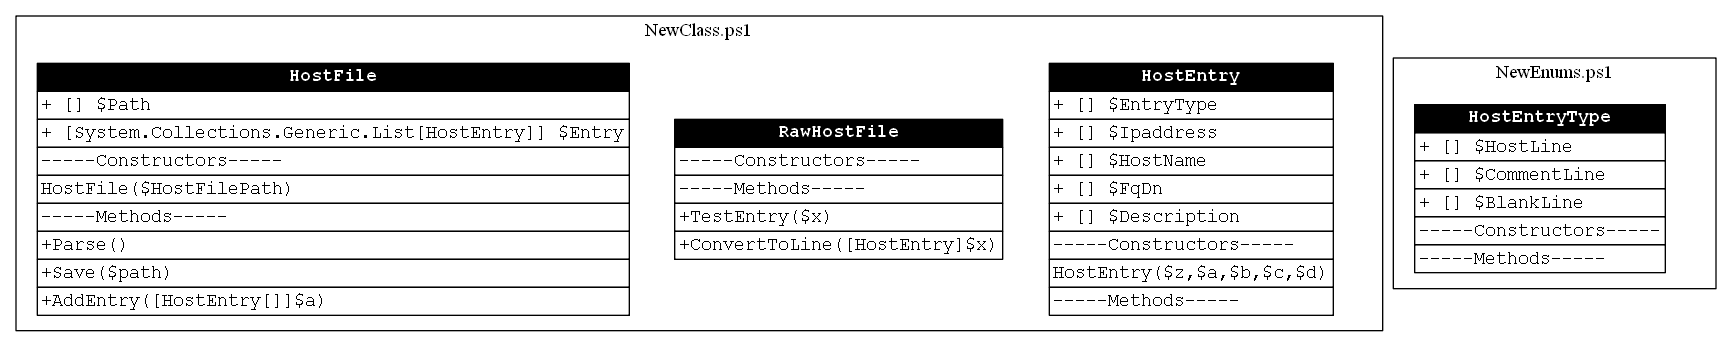 NewClass.ps1
HostFile
+ [] $Path
+ [System.Collections.Generic.List[HostEntry]] $Entry
-----Constructors-----
HostFile($HostFilePath)
-----Methods-----
+Parse()
+Save($path)
+AddEntry([HostEntry[]]$a)
RawHostFile
-----Constructors-----
-----Methods-----
+TestEntry($x)
+ConvertToLine([HostEntry]$x)
HostEntry
+ [] $EntryType
+ [] $Ipaddress
+ [] $HostName
+ [] $FqDn
+ [] $Description
-----Constructors-----
HostEntry($z,$a,$b,$c,$d)
-----Methods-----
NewEnums.ps1
HostEntryType
+ [] $HostLine
+ [] $CommentLine
+ [] $BlankLine
-----Constructors-----
-----Methods-----